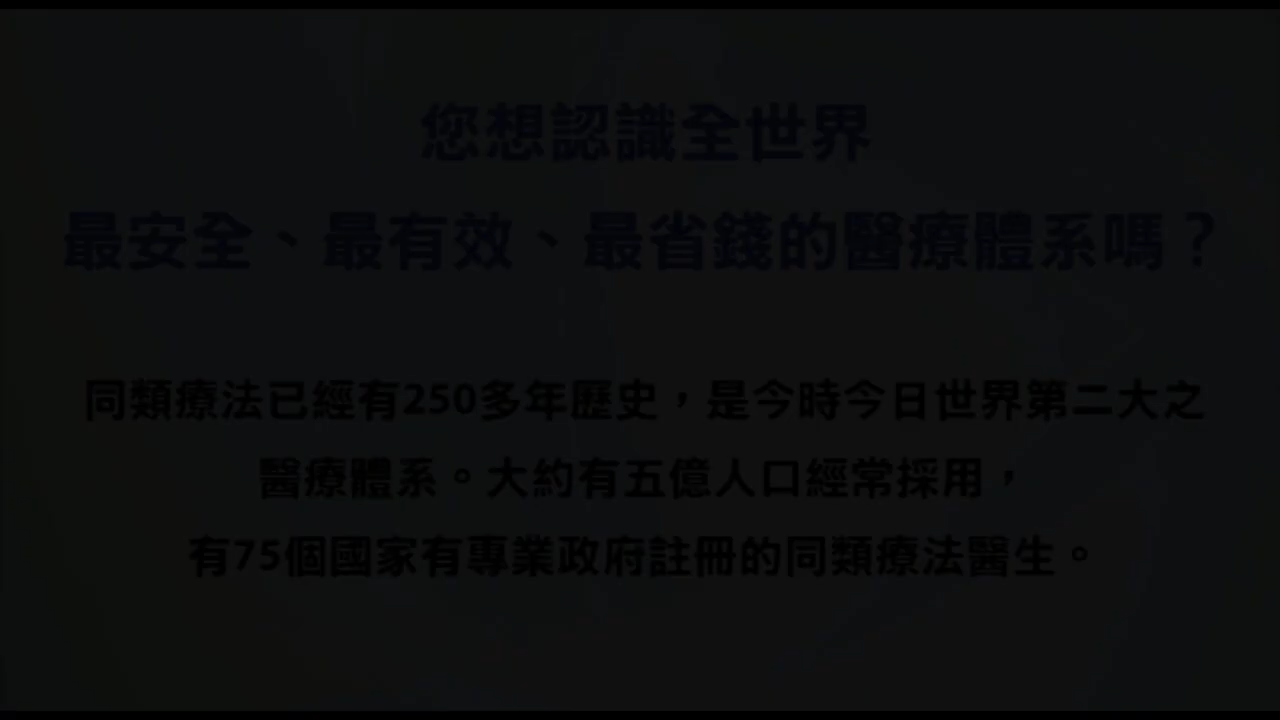 您想認識全世界
最安全、最有效、最省錢的醫療體系嗎？
同類療法已經有250多年歷史，是今時今日世界第二大之
醫療體系。大約有五億人口經常採用，
有75個國家有專業政府註冊的同類療法醫生。